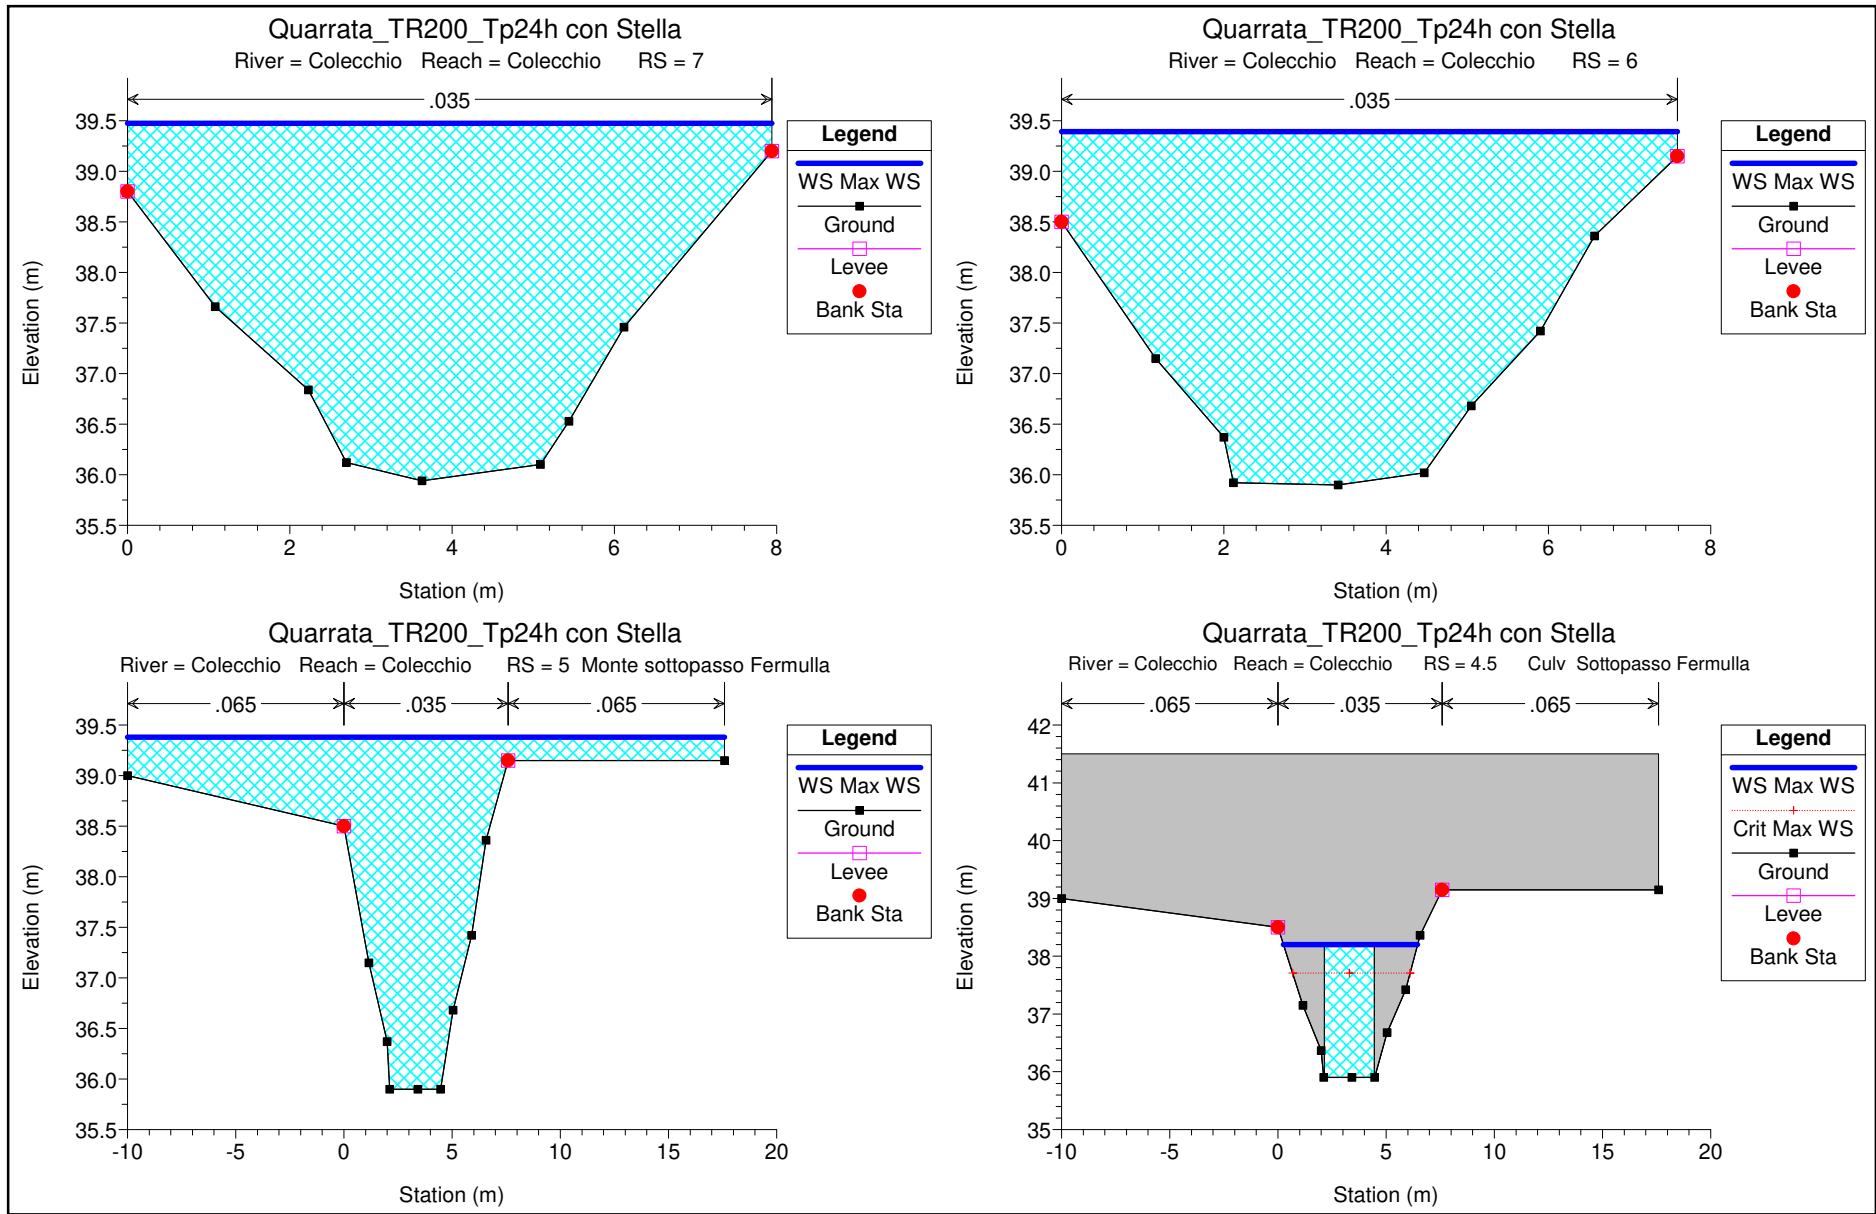 Quarrata_TR200_Tp24h con Stella
River = Colecchio Reach = Colecchio RS = 7
.035
39.5
39.0
38.5
38.0
37.5
37.0
36.5
36.0
35.5
0 2 4 6 8
Elevation (m)
Station (m)
Legend
WS Max WS
Ground
Levee
Bank Sta
Quarrata_TR200_Tp24h con Stella
River = Colecchio Reach = Colecchio RS = 6
.035
39.5
39.0
38.5
38.0
37.5
37.0
36.5
36.0
35.5
0 2 4 6 8
Elevation (m)
Station (m)
Legend
WS Max WS
Ground
Levee
Bank Sta
Quarrata_TR200_Tp24h con Stella
River = Colecchio Reach = Colecchio RS = 5 Monte sottopasso Fermulla
.065 .035 .065
39.5
39.0
38.5
38.0
37.5
37.0
36.5
36.0
35.5
-10 -5 0 5 10 15 20
Elevation (m)
Station (m)
Legend
WS Max WS
Ground
Levee
Bank Sta
Quarrata_TR200_Tp24h con Stella
River = Colecchio Reach = Colecchio RS = 4.5 Culv Sottopasso Fermulla
.065 .035 .065
42
41
40
39
38
37
36
35
-10 -5 0 5 10 15 20
Elevation (m)
Station (m)
Legend
WS Max WS
Crit Max WS
Ground
Levee
Bank Sta